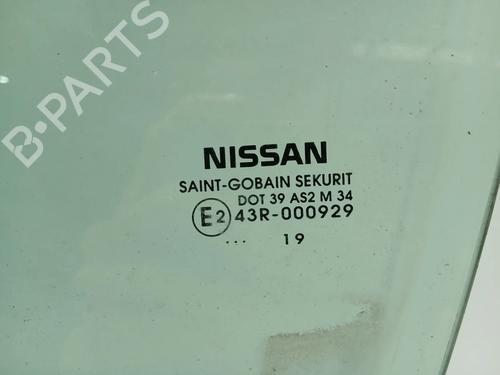 B-PARTS
NISSAN
SAINT-GOBAIN SEKURIT
DOT 39 AS2 M 34
E2 43R-000929
... 19